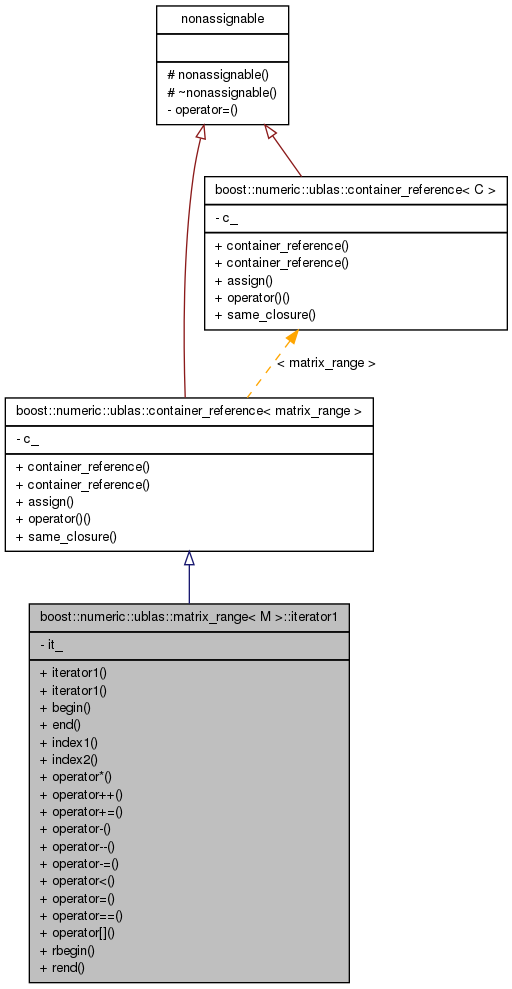 nonassignable
# nonassignable()
# ~nonassignable()
- operator=()
boost::numeric::ublas::container_reference< C >
- c_
+ container_reference()
+ container_reference()
+ assign()
+ operator()()
+ same_closure()
< matrix_range >
boost::numeric::ublas::container_reference< matrix_range >
- c_
+ container_reference()
+ container_reference()
+ assign()
+ operator()()
+ same_closure()
boost::numeric::ublas::matrix_range< M >::iterator1
- it_
+ iterator1()
+ iterator1()
+ begin()
+ end()
+ index1()
+ index2()
+ operator*()
+ operator++()
+ operator+=()
+ operator-()
+ operator--()
+ operator-=()
+ operator<()
+ operator=()
+ operator==()
+ operator[]()
+ rbegin()
+ rend()